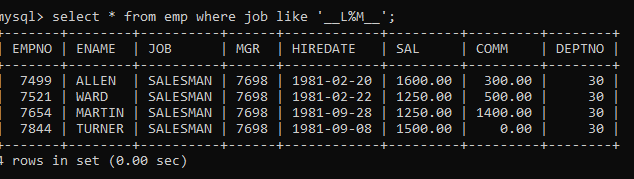 mysql> select * from emp where job like '__L%M__';
+-------+--------+----------+------+------------+---------+---------+--------+
| EMPNO | ENAME | JOB | MGR | HIREDATE | SAL | COMM | DEPTNO |
+-------+--------+----------+------+------------+---------+---------+--------+
| 7499 | ALLEN | SALESMAN | 7698 | 1981-02-20 | 1600.00 | 300.00 | 30 |
| 7521 | WARD | SALESMAN | 7698 | 1981-02-22 | 1250.00 | 500.00 | 30 |
| 7654 | MARTIN | SALESMAN | 7698 | 1981-09-28 | 1250.00 | 1400.00 | 30 |
| 7844 | TURNER | SALESMAN | 7698 | 1981-09-08 | 1500.00 | 0.00 | 30 |
+-------+--------+----------+------+------------+---------+---------+--------+
4 rows in set (0.00 sec)